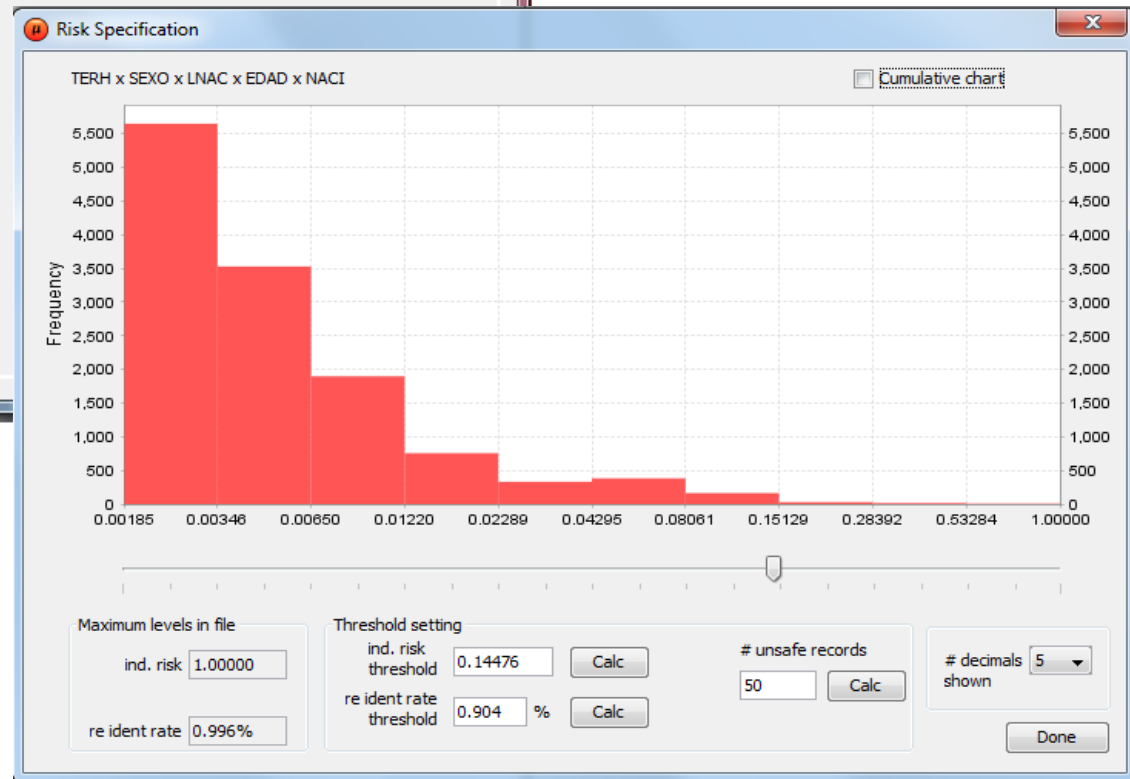 µ Risk Specification
TERH x SEXO x LNAC x EDAD x NACI
Cumulative chart
Frequency
5,500
5,000
4,500
4,000
3,500
3,000
2,500
2,000
1,500
1,000
500
0
5,500
5,000
4,500
4,000
3,500
3,000
2,500
2,000
1,500
1,000
500
0
0.00185 0.00346 0.00650 0.01220 0.02289 0.04295 0.08061 0.15129 0.28392 0.53284 1.00000
Maximum levels in file
ind. risk 1.00000
re ident rate 0.996%
Threshold setting
ind. risk
threshold 0.14476 Calc
re ident rate
threshold 0.904 % Calc
# unsafe records
50 Calc
# decimals
shown 5
Done